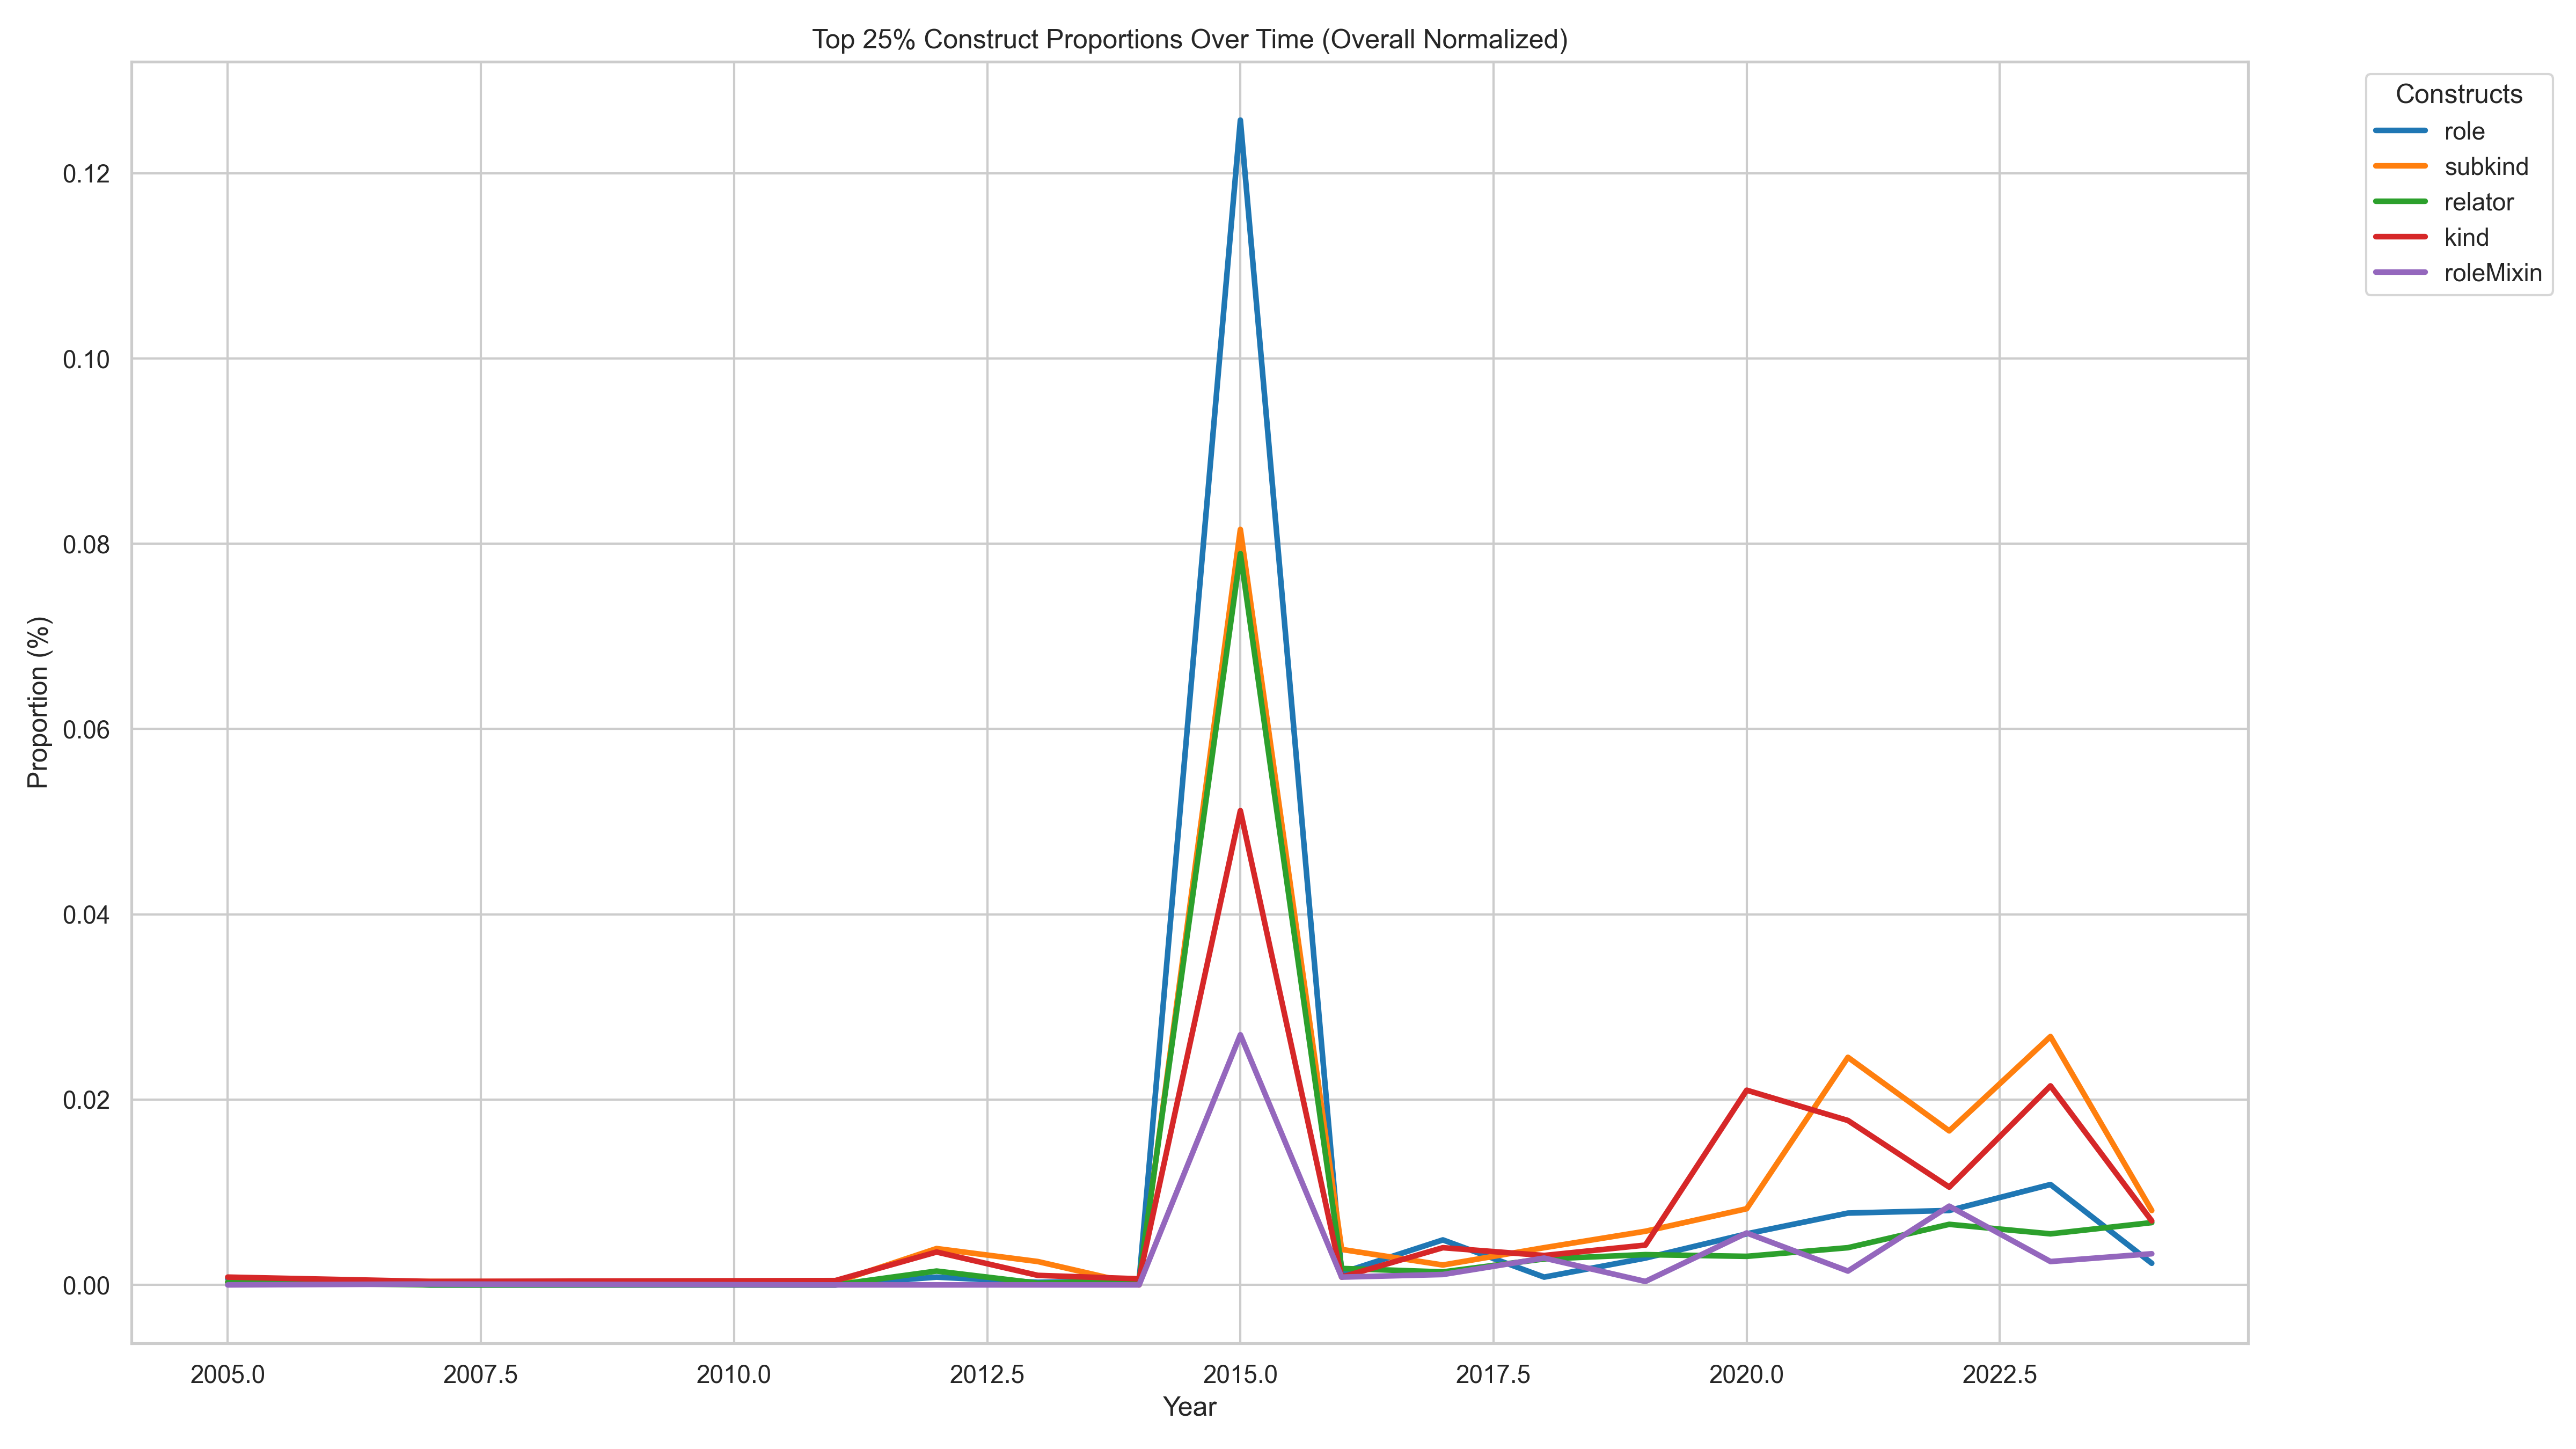 Top 25% Construct Proportions Over Time (Overall Normalized)
Constructs
role
subkind
relator
kind
roleMixin
Proportion (%)
0.12
0.10
0.08
0.06
0.04
0.02
0.00
2005.0 2007.5 2010.0 2012.5 2015.0 2017.5 2020.0 2022.5
Year